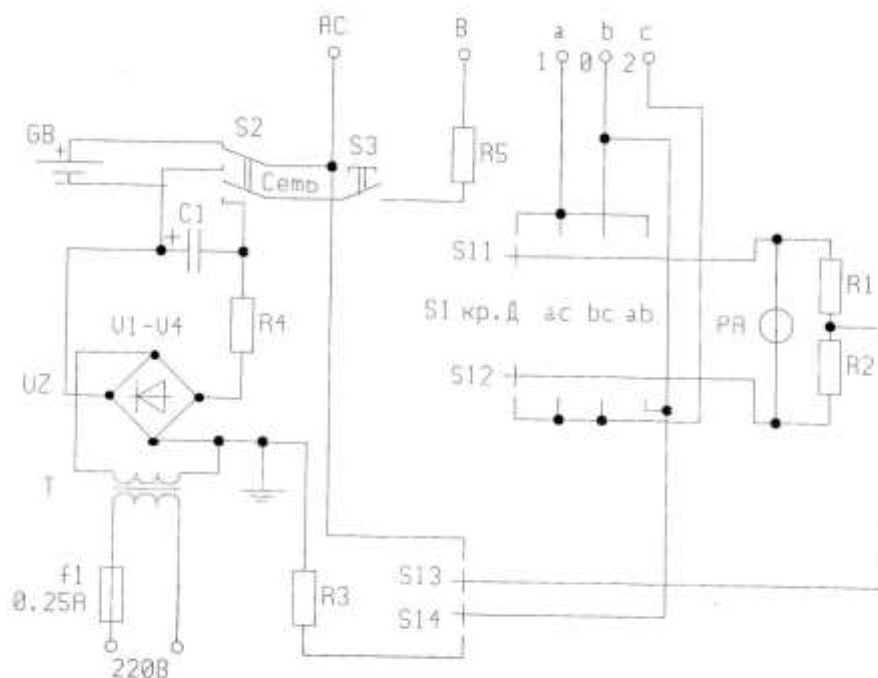 AC B a b c
1 0 2
GB + S2 S3 R5
Сеть
+ C1
S11 R1
V1-V4 R4 S1 кр.Д ac bc ab PA
R2
VZ S12
T
f1 S13
0.25A R3 S14
220В